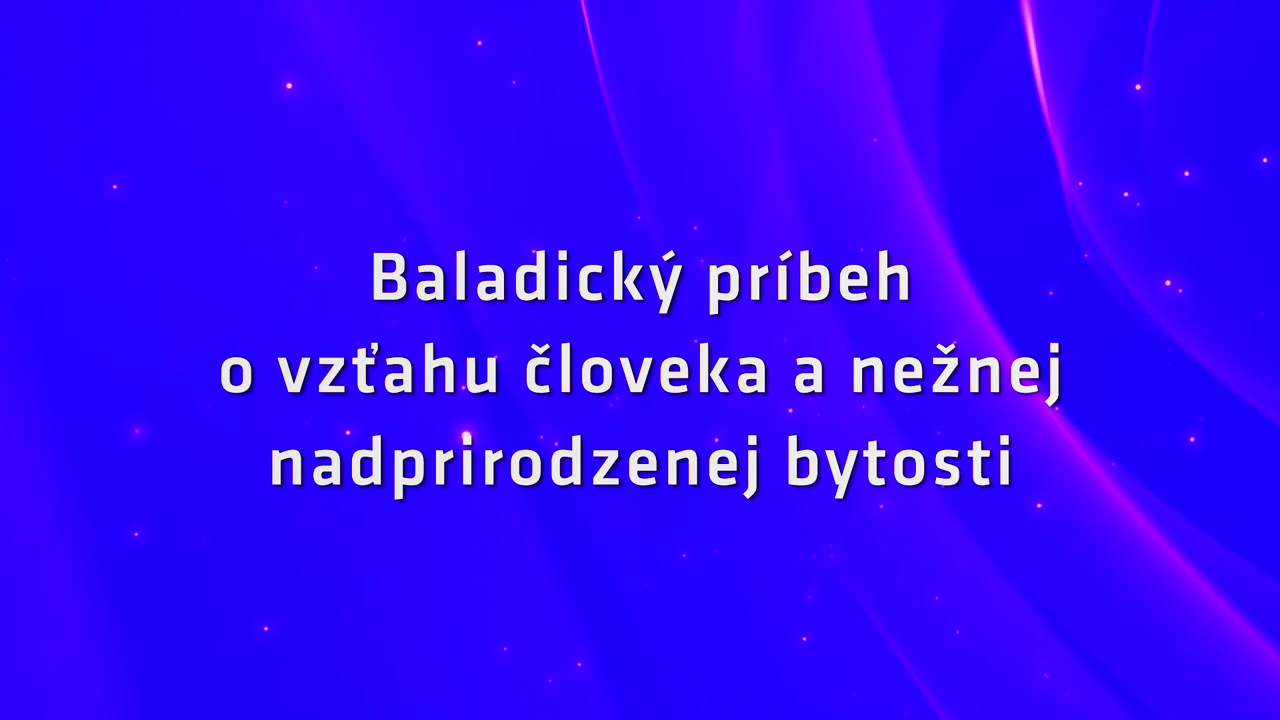 Baladický príbeh
o vzťahu človeka a nežnej
nadprirodzenej bytosti